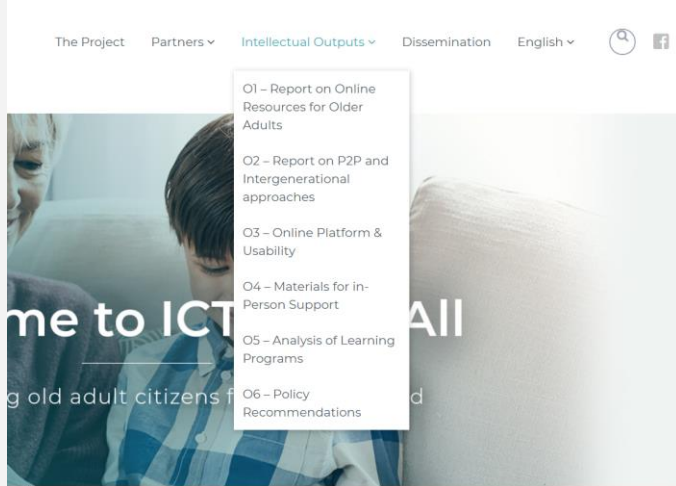 The Project Partners Intellectual Outputs Dissemination English
O1 – Report on Online
Resources for Older
Adults
O2 – Report on P2P and
Intergenerational
approaches
O3 – Online Platform &
Usability
O4 – Materials for in-
Person Support
O5 – Analysis of Learning
Programs
O6 – Policy
Recommendations
me to ICT All
g old adult citizens f d